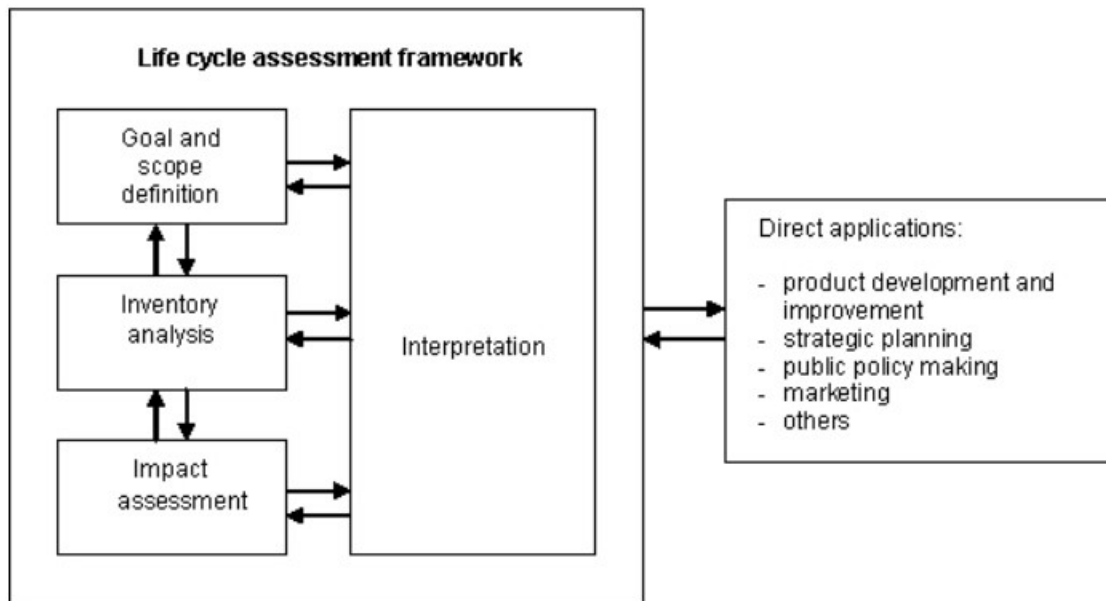 Life cycle assessment framework
Goal and
scope
definition
Inventory
analysis
Impact
assessment
Interpretation
Direct applications:
- product development and
improvement
- strategic planning
- public policy making
- marketing
- others